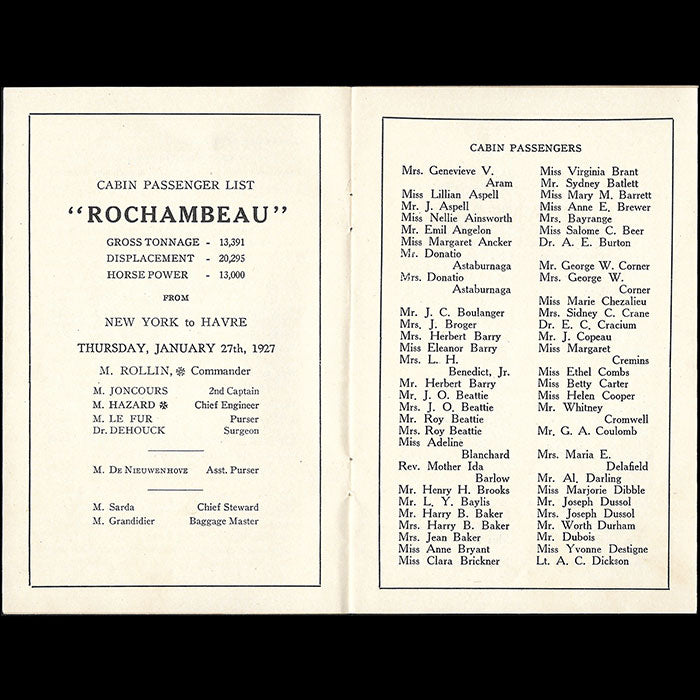 CABIN PASSENGER LIST
"ROCHAMBEAU"
GROSS TONNAGE - 13,391
DISPLACEMENT - 20,295
HORSE POWER - 13,000
FROM
NEW YORK to HAVRE
THURSDAY, JANUARY 27th, 1927
M. ROLLIN, ✽ Commander
M. JONCOURS 2nd Captain
M. HAZARD ✽ Chief Engineer
M. LE FUR Purser
Dr. DEHOUCK Surgeon
M. DE NIEUWENHOVE Asst. Purser
M. Sarda Chief Steward
M. Grandidier Baggage Master
CABIN PASSENGERS
Mrs. Genevieve V.
Aram
Miss Lillian Aspell
Mr. J. Aspell
Miss Nellie Ainsworth
Mr. Emil Angelon
Miss Margaret Ancker
Mr. Donatio
Astaburnaga
Mrs. Donatio
Astaburnaga
Mr. J. C. Boulanger
Mrs. J. Broger
Mrs. Herbert Barry
Miss Eleanor Barry
Mrs. L. H.
Benedict, Jr.
Mr. Herbert Barry
Mr. J. O. Beattie
Mrs. J. O. Beattie
Mr. Roy Beattie
Mrs. Roy Beattie
Miss Adeline
Blanchard
Rev. Mother Ida
Barlow
Mr. Henry H. Brooks
Mr. L. Y. Baylis
Mr. Harry B. Baker
Mrs. Harry B. Baker
Mrs. Jean Baker
Miss Anne Bryant
Miss Clara Brickner
Miss Virginia Brant
Mr. Sydney Batlett
Miss Mary M. Barrett
Miss Anne E. Brewer
Mrs. Bayrange
Miss Salome C. Beer
Dr. A. E. Burton
Mr. George W. Corner
Mrs. George W.
Corner
Miss Marie Chezalieu
Mrs. Sidney C. Crane
Dr. E. C. Cracium
Mr. J. Copeau
Miss Margaret
Cremins
Miss Ethel Combs
Miss Betty Carter
Miss Helen Cooper
Mr. Whitney
Cromwell
Mr. G. A. Coulomb
Mrs. Maria E.
Delafield
Mr. Al. Darling
Miss Marjorie Dibble
Mr. Joseph Dussol
Mrs. Joseph Dussol
Mr. Worth Durham
Mr. Dubois
Miss Yvonne Destigne
Lt. A. C. Dickson